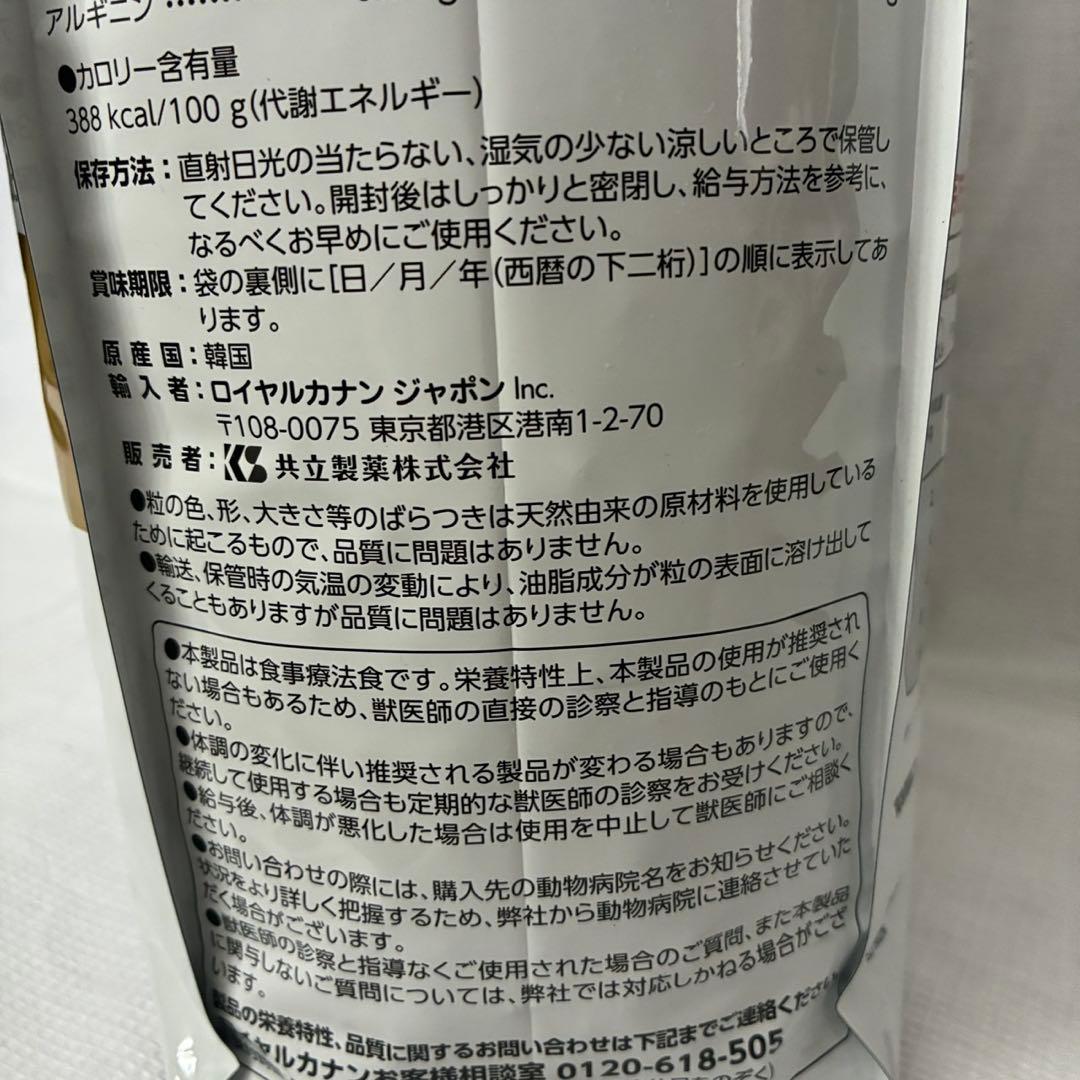 アルギニン
●カロリー含有量
388 kcal/100 g(代謝エネルギー)
保存方法：直射日光の当たらない、湿気の少ない涼しいところで保管し
てください。開封後はしっかりと密閉し、給与方法を参考に、
なるべくお早めにご使用ください。
賞味期限：袋の裏側に[日／月／年(西暦の下二桁)]の順に表示してあ
ります。
原産国：韓国
輸入者：ロイヤルカナン ジャポン Inc.
〒108-0075 東京都港区港南1-2-70
販売者：KS 共立製薬株式会社
●粒の色、形、大きさ等のばらつきは天然由来の原材料を使用している
ために起こるもので、品質に問題はありません。
●輸送、保管時の気温の変動により、油脂成分が粒の表面に溶け出して
くることもありますが品質に問題はありません。
●本製品は食事療法食です。栄養特性上、本製品の使用が推奨され
ない場合もあるため、獣医師の直接の診察と指導のもとにご使用く
ださい。
●体調の変化に伴い推奨される製品が変わる場合もありますので、
継続して使用する場合も定期的な獣医師の診察をお受けください。
●給与後、体調が悪化した場合は使用を中止して獣医師にご相談く
ださい。
●お問い合わせの際には、購入先の動物病院名をお知らせください。
状況をより詳しく把握するため、弊社から動物病院に連絡させていた
だく場合がございます。
●獣医師の診察と指導なくご使用された場合のご質問、また本製品
に関与しないご質問については、弊社では対応しかねる場合がござ
います。
製品の栄養特性、品質に関するお問い合わせは下記までご連絡ください
イヤルカナンお客様相談室 0120-618-505